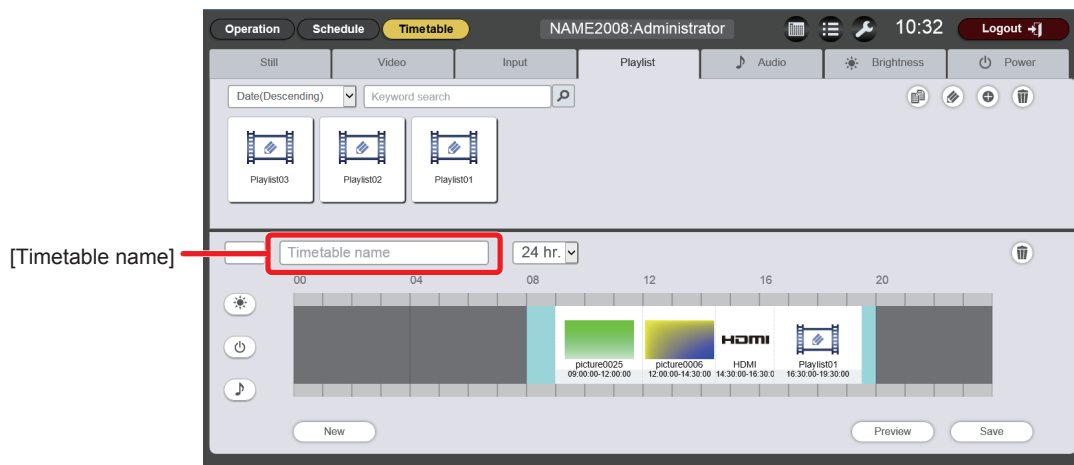 Operation Schedule Timetable NAME2008:Administrator 10:32 Logout
Still Video Input Playlist Audio Brightness Power
Date(Descending) Keyword search
Playlist03 Playlist02 Playlist01
[Timetable name] Timetable name 24 hr.
00 04 08 12 16 20
HDMI
picture0025 picture0006 HDMI Playlist01
09:00:00-12:00:00 12:00:00-14:30:00 14:30:00-16:30:0 16:30:00-19:30:00
New Preview Save